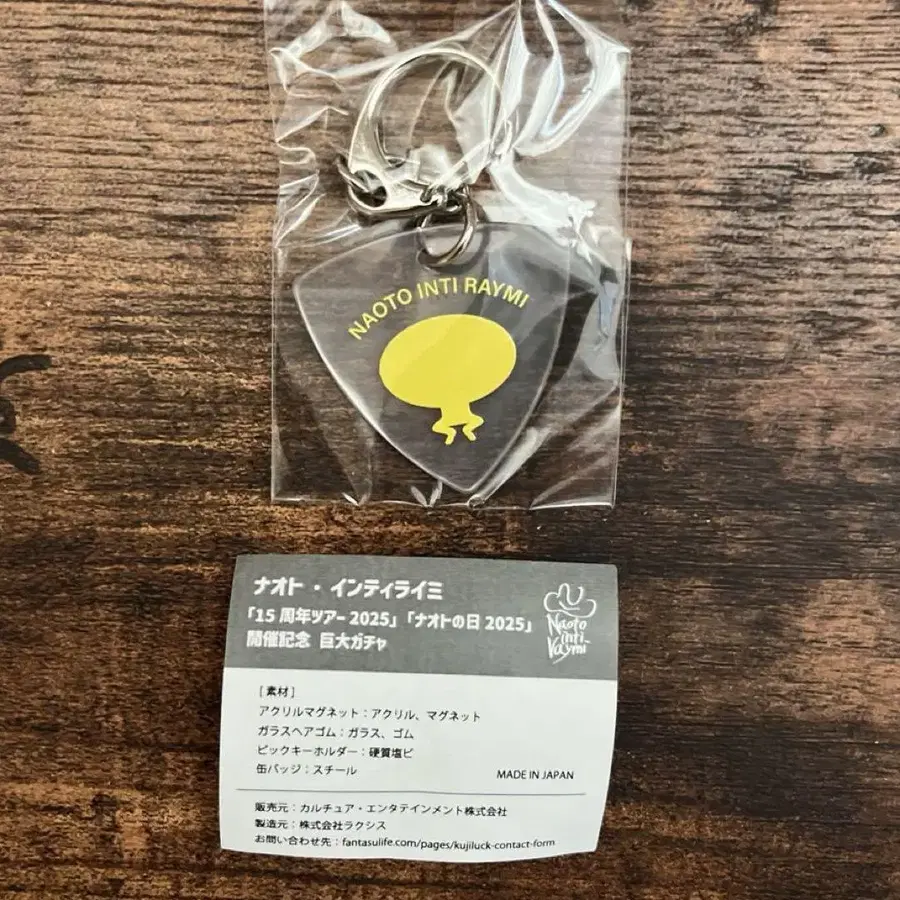 NAOTO INTI RAYMI
ナオト・インティライミ
「15周年ツアー2025」「ナオトの日2025」
開催記念 巨大ガチャ
Naoto
inti
Raymi
[素材]
アクリルマグネット：アクリル、マグネット
ガラスヘアゴム：ガラス、ゴム
ピックキーホルダー：硬質塩ビ
缶バッジ：スチール
MADE IN JAPAN
販売元：カルチュア・エンタテインメント株式会社
製造元：株式会社ラクシス
お問い合わせ先：fantasulife.com/pages/kujiluck-contact-form